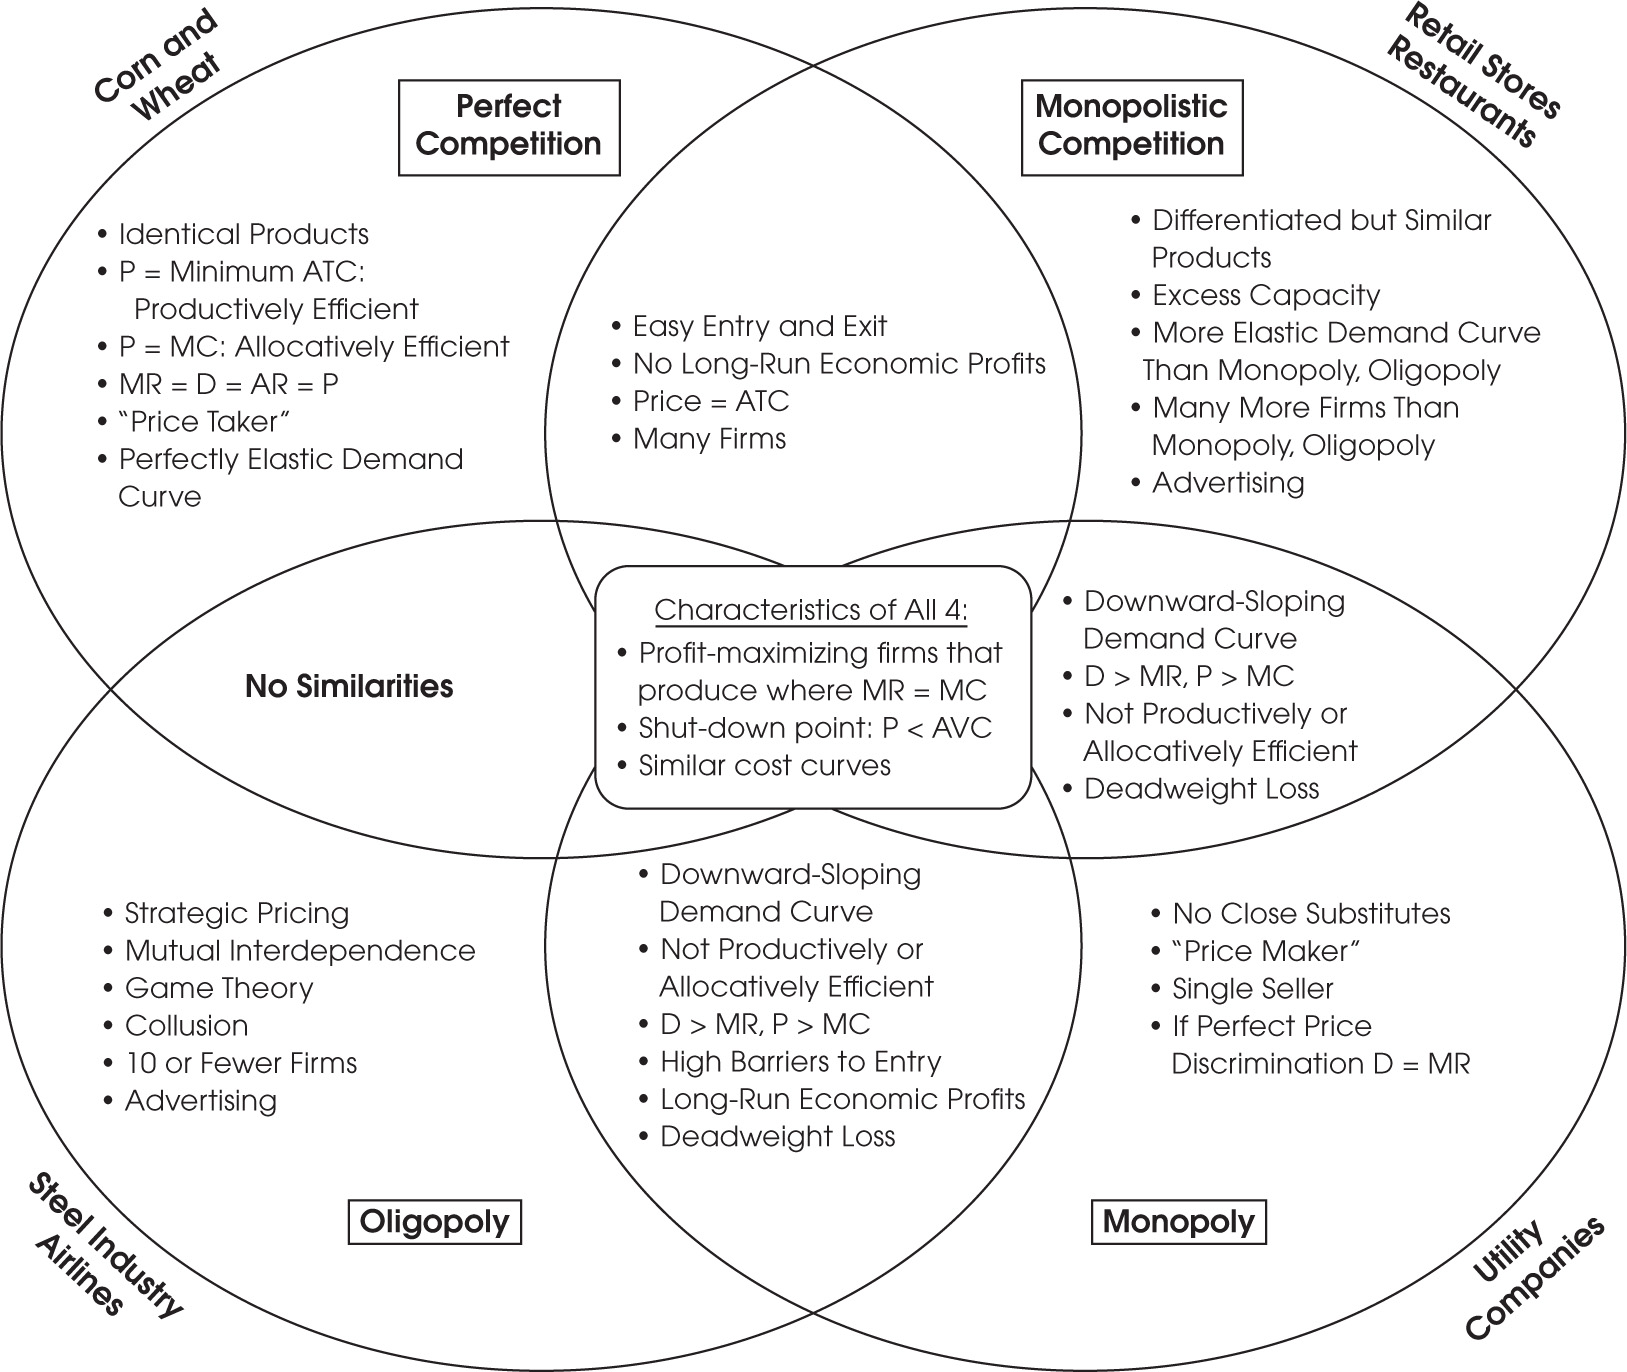 Corn and
Wheat
Perfect
Competition
• Identical Products
• P = Minimum ATC:
Productively Efficient
• P = MC: Allocatively Efficient
• MR = D = AR = P
• “Price Taker”
• Perfectly Elastic Demand
Curve
• Easy Entry and Exit
• No Long-Run Economic Profits
• Price = ATC
• Many Firms
Retail Stores
Restaurants
Monopolistic
Competition
• Differentiated but Similar
Products
• Excess Capacity
• More Elastic Demand Curve
Than Monopoly, Oligopoly
• Many More Firms Than
Monopoly, Oligopoly
• Advertising
No Similarities
Characteristics of All 4:
• Profit-maximizing firms that
produce where MR = MC
• Shut-down point: P < AVC
• Similar cost curves
• Downward-Sloping
Demand Curve
• D > MR, P > MC
• Not Productively or
Allocatively Efficient
• Deadweight Loss
• Strategic Pricing
• Mutual Interdependence
• Game Theory
• Collusion
• 10 or Fewer Firms
• Advertising
Oligopoly
Steel Industry
Airlines
• Downward-Sloping
Demand Curve
• Not Productively or
Allocatively Efficient
• D > MR, P > MC
• High Barriers to Entry
• Long-Run Economic Profits
• Deadweight Loss
• No Close Substitutes
• “Price Maker”
• Single Seller
• If Perfect Price
Discrimination D = MR
Monopoly
Utility
Companies